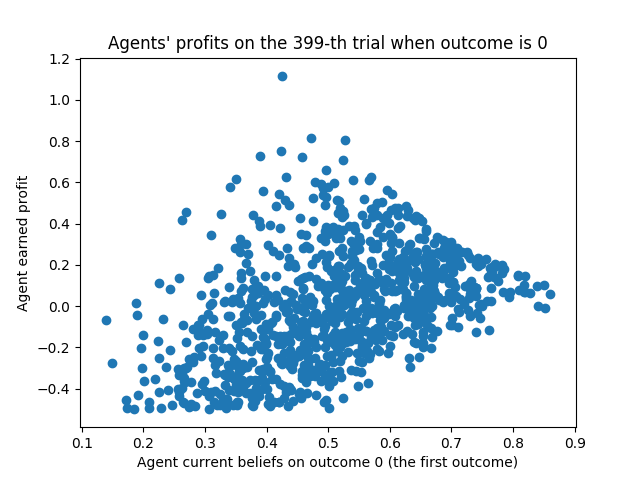 Agents' profits on the 399-th trial when outcome is 0
1.2
1.0
0.8
0.6
0.4
0.2
0.0
−0.2
−0.4
Agent earned profit
0.1 0.2 0.3 0.4 0.5 0.6 0.7 0.8 0.9
Agent current beliefs on outcome 0 (the first outcome)